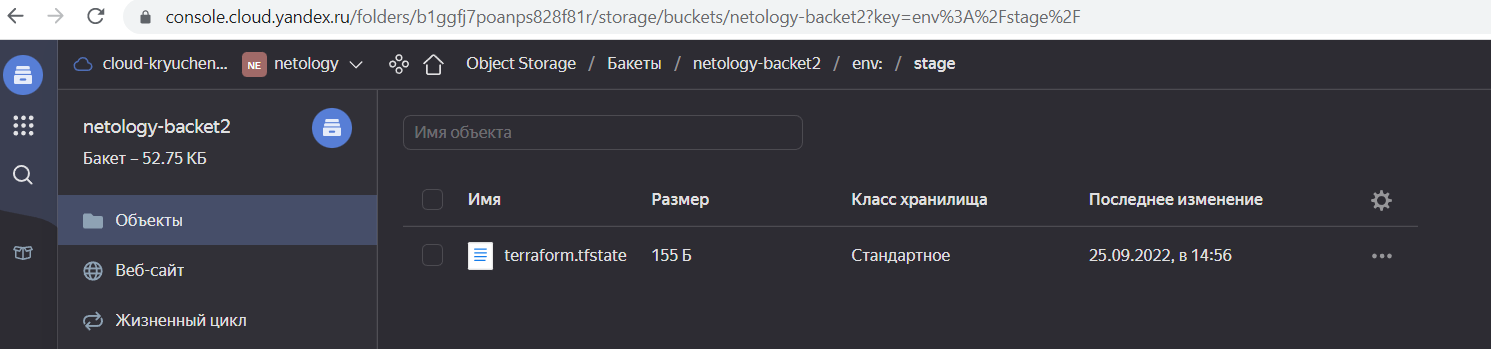 console.cloud.yandex.ru/folders/b1ggfj7poanps828f81r/storage/buckets/netology-backet2?key=env%3A%2Fstage%2F
cloud-kryuchen... NE netology Object Storage / Бакеты / netology-backet2 / env: / stage
netology-backet2
Бакет – 52.75 КБ
Объекты
Веб-сайт
Жизненный цикл
Имя объекта
Имя Размер Класс хранилища Последнее изменение
terraform.tfstate 155 Б Стандартное 25.09.2022, в 14:56